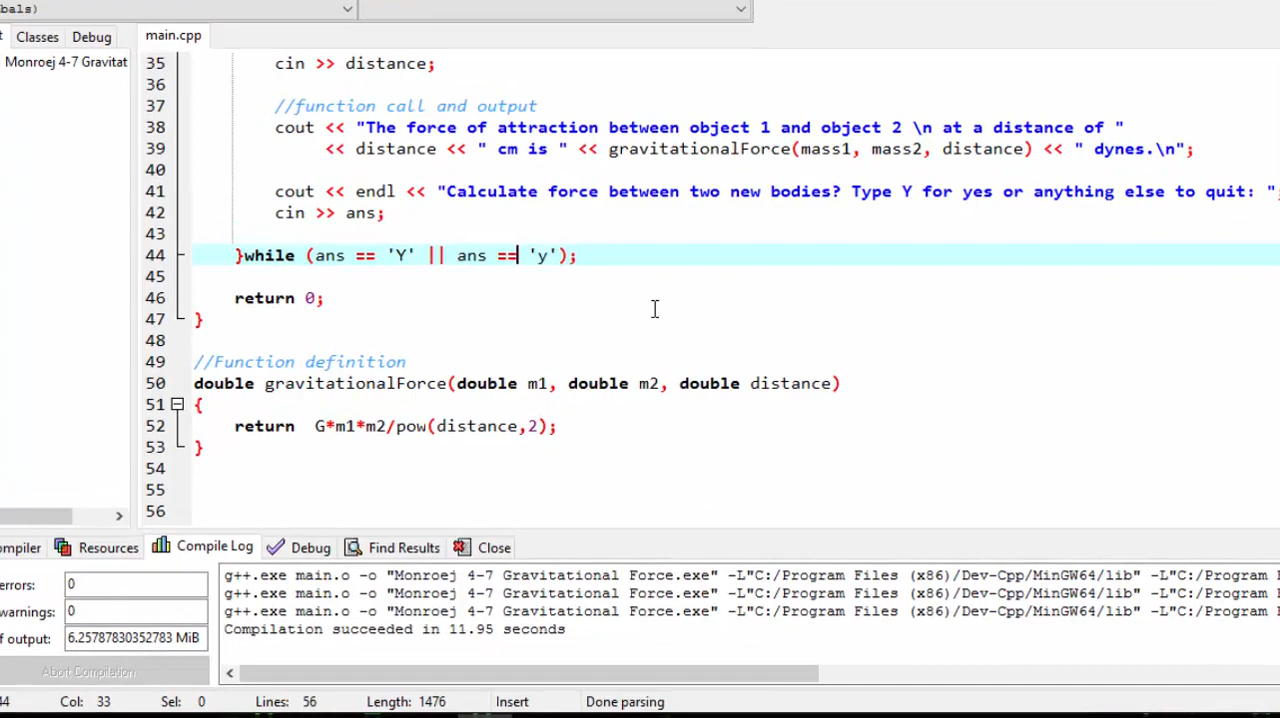 bals)
t Classes Debug main.cpp
Monroej 4-7 Gravitat
35 cin >> distance;
36
37 //function call and output
38 cout << "The force of attraction between object 1 and object 2 \n at a distance of "
39 << distance << " cm is " << gravitationalForce(mass1, mass2, distance) << " dynes.\n";
40
41 cout << endl << "Calculate force between two new bodies? Type Y for yes or anything else to quit: ";
42 cin >> ans;
43
44 }while (ans == 'Y' || ans == 'y');
45
46 return 0;
47 }
48
49 //Function definition
50 double gravitationalForce(double m1, double m2, double distance)
51 {
52 return G*m1*m2/pow(distance,2);
53 }
54
55
56
ompiler Resources Compile Log Debug Find Results Close
errors: 0
warnings: 0
f output: 6.25787830352783 MiB
Abort Compilation
g++.exe main.o -o "Monroej 4-7 Gravitational Force.exe" -L"C:/Program Files (x86)/Dev-Cpp/MinGW64/lib" -L"C:/Program
g++.exe main.o -o "Monroej 4-7 Gravitational Force.exe" -L"C:/Program Files (x86)/Dev-Cpp/MinGW64/lib" -L"C:/Program
g++.exe main.o -o "Monroej 4-7 Gravitational Force.exe" -L"C:/Program Files (x86)/Dev-Cpp/MinGW64/lib" -L"C:/Program
Compilation succeeded in 11.95 seconds
44 Col: 33 Sel: 0 Lines: 56 Length: 1476 Insert Done parsing